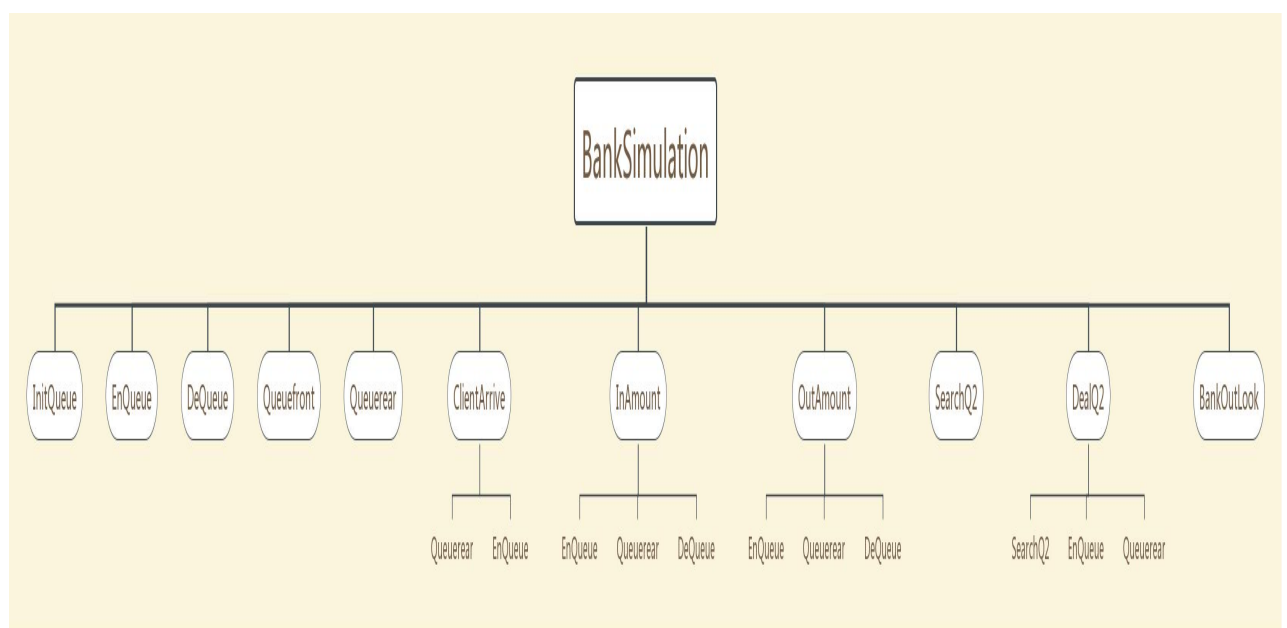 BankSimulation
InitQueue EnQueue DeQueue Queuefront Queuerear ClientArrive InAmount OutAmount SearchQ2 DealQ2 BankOutLook
Queuerear EnQueue EnQueue Queuerear DeQueue EnQueue Queuerear DeQueue SearchQ2 EnQueue Queuerear